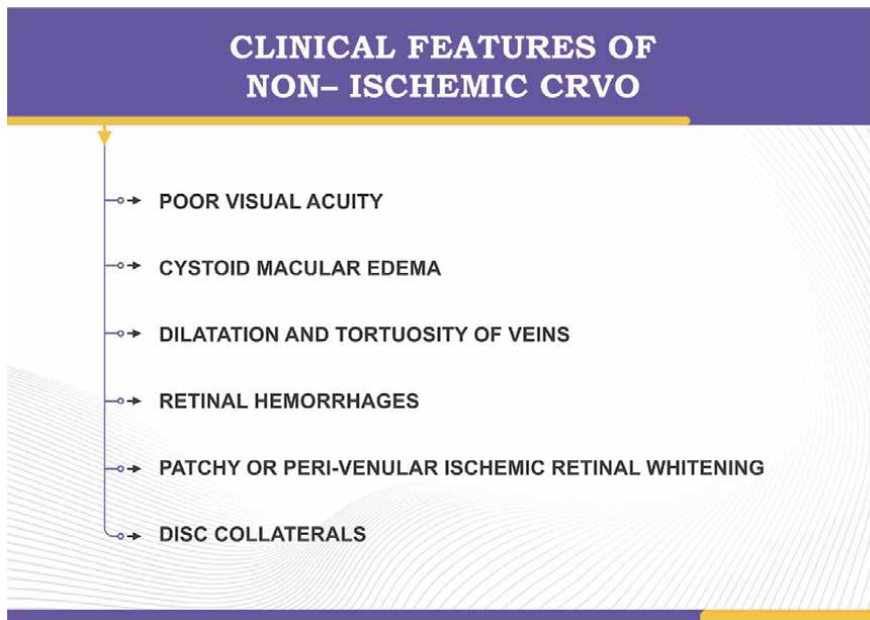 CLINICAL FEATURES OF
NON– ISCHEMIC CRVO
POOR VISUAL ACUITY
CYSTOID MACULAR EDEMA
DILATATION AND TORTUOSITY OF VEINS
RETINAL HEMORRHAGES
PATCHY OR PERI-VENULAR ISCHEMIC RETINAL WHITENING
DISC COLLATERALS